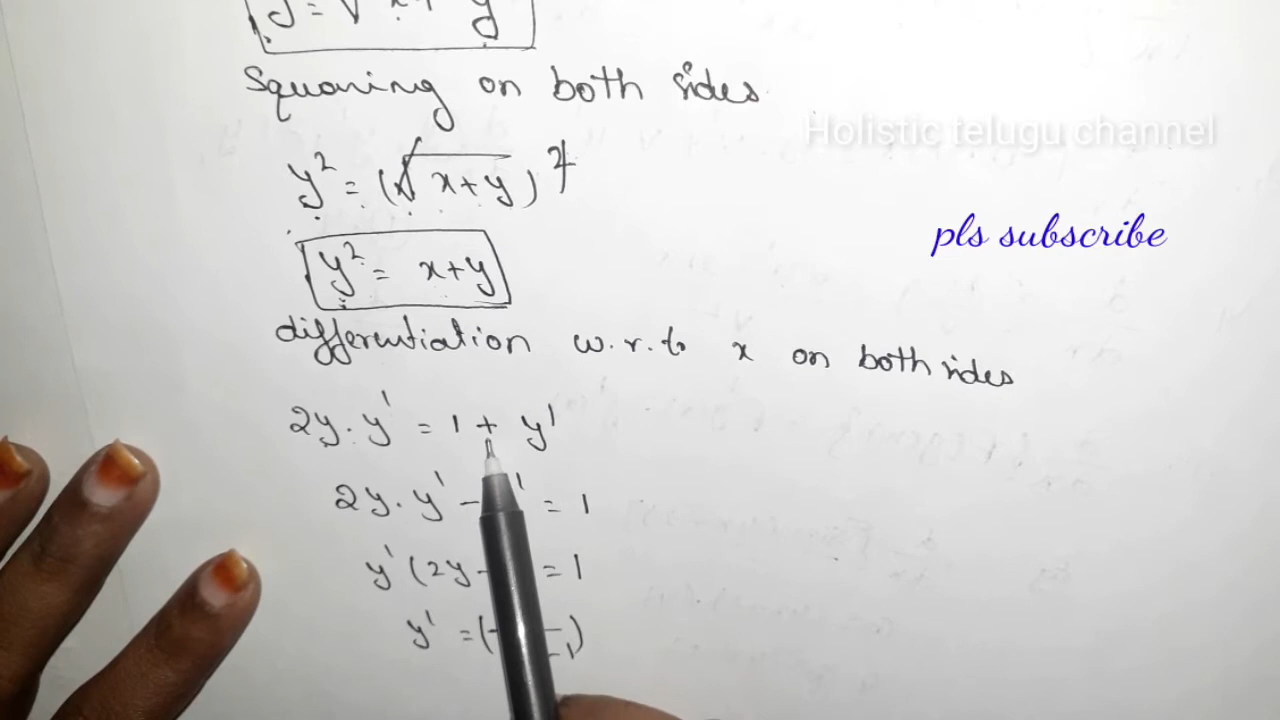 y = √x+y
Squaring on both sides
Holistic telugu channel
y² = (√x+y)²
pls subscribe
y² = x+y
differentiation w.r.to x on both sides
2y. y' = 1 + y'
2y. y' - ' = 1
y' (2y - = 1
y' = ( 1)